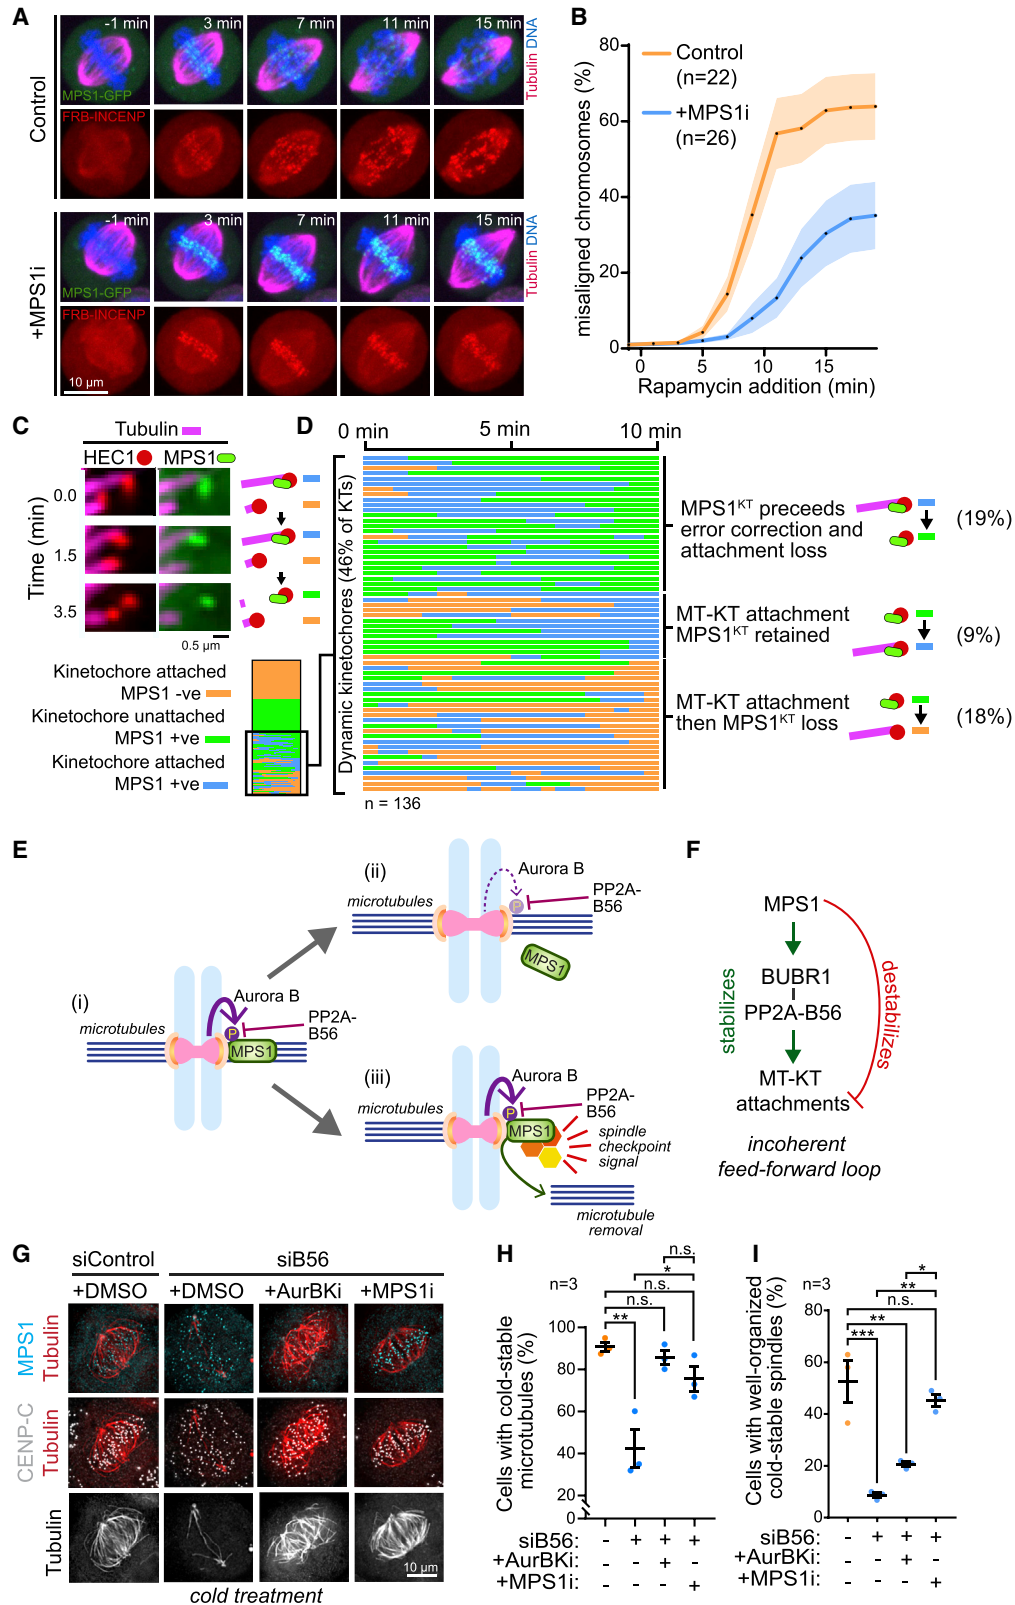 A
-1 min
3 min
7 min
11 min
15 min
Control
MPS1-GFP
Tubulin DNA
FRB-INCENP
-1 min
3 min
7 min
11 min
15 min
+MPS1i
MPS1-GFP
Tubulin DNA
FRB-INCENP
10 µm
B
misaligned chromosomes (%)
80
60
40
20
0
Control
(n=22)
+MPS1i
(n=26)
0
5
10
15
Rapamycin addition (min)
C
Tubulin
HEC1
MPS1
Time (min)
0.0
1.5
3.5
0.5 µm
Kinetochore attached
MPS1 -ve
Kinetochore unattached
MPS1 +ve
Kinetochore attached
MPS1 +ve
D
0 min
5 min
10 min
Dynamic kinetochores (46% of KTs)
n = 136
MPS1KT preceeds
error correction and
attachment loss
(19%)
MT-KT attachment
MPS1KT retained
(9%)
MT-KT attachment
then MPS1KT loss
(18%)
E
(i)
microtubules
Aurora B
P
PP2A-
B56
MPS1
(ii)
microtubules
Aurora B
P
PP2A-
B56
MPS1
(iii)
microtubules
Aurora B
P
PP2A-
B56
MPS1
spindle
checkpoint
signal
microtubule
removal
F
MPS1
BUBR1
PP2A-B56
MT-KT
attachments
stabilizes
destabilizes
incoherent
feed-forward loop
G
siControl
siB56
+DMSO
+DMSO
+AurBKi
+MPS1i
MPS1
Tubulin
CENP-C
Tubulin
Tubulin
10 µm
cold treatment
H
n=3
n.s.
*
n.s.
n.s.
**
Cells with cold-stable
microtubules (%)
100
80
60
40
20
0
siB56: - + + +
+AurBKi: - - + -
+MPS1i: - - - +
I
n=3
*
**
n.s.
**
***
Cells with well-organized
cold-stable spindles (%)
80
60
40
20
0
siB56: - + + +
+AurBKi: - - + -
+MPS1i: - - - +